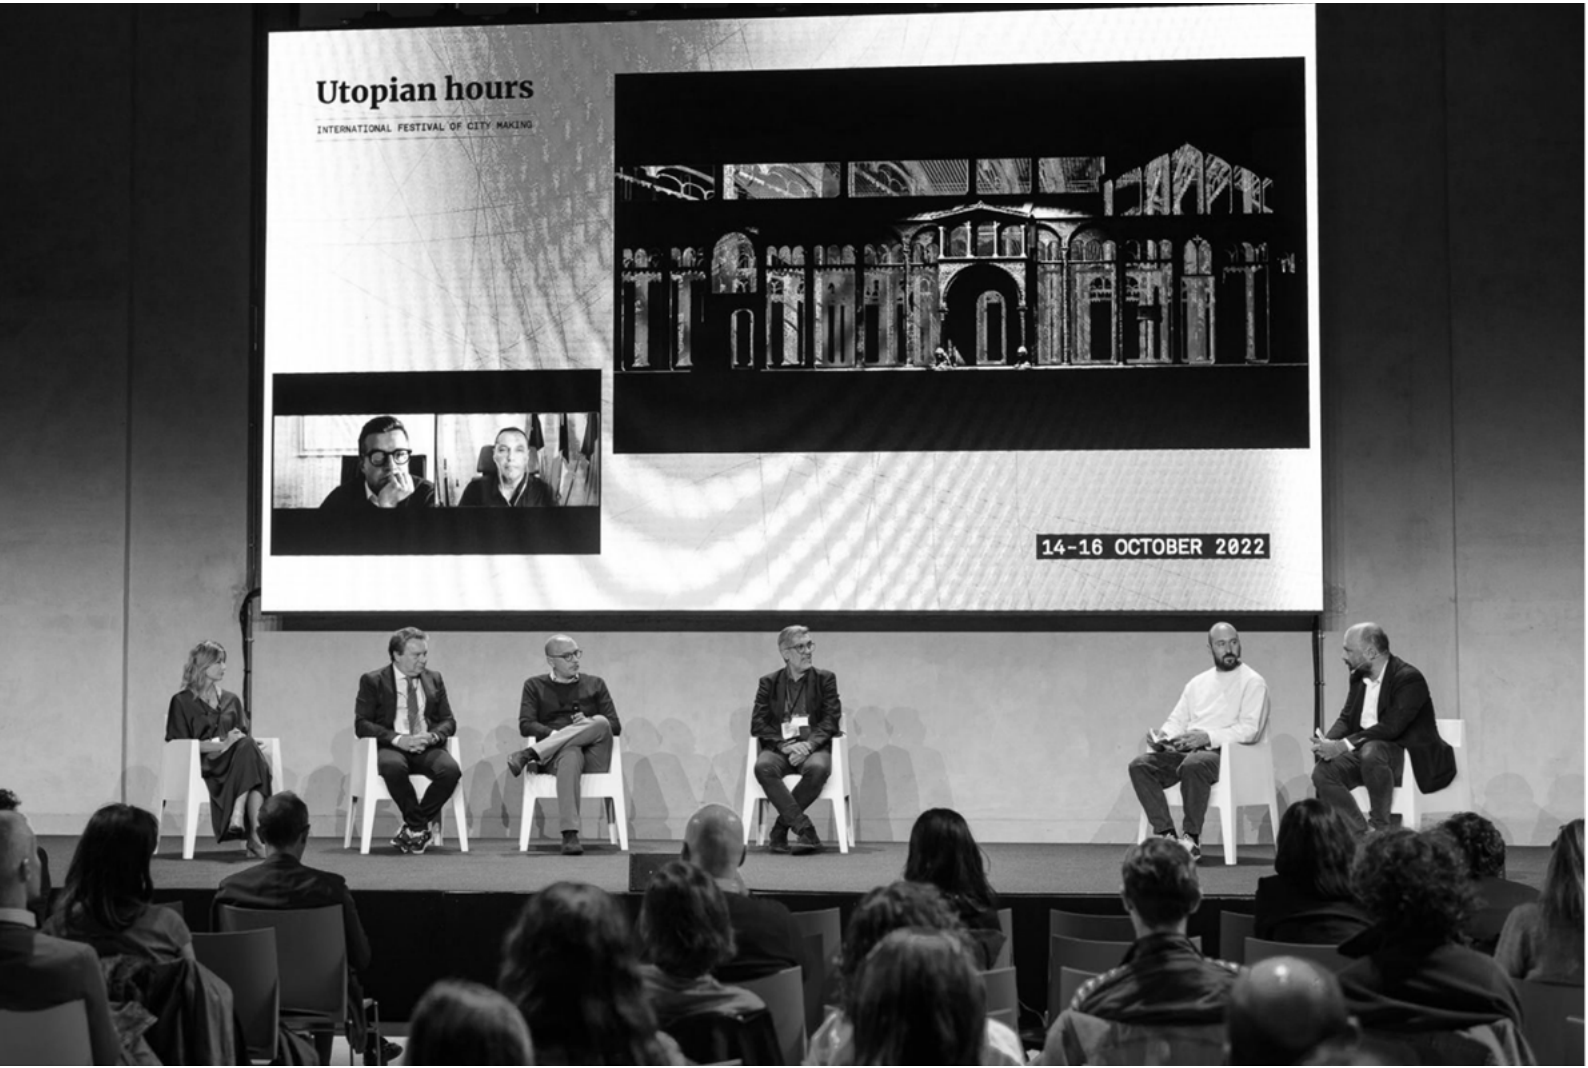 Utopian hours
INTERNATIONAL FESTIVAL OF CITY MAKING
14-16 OCTOBER 2022